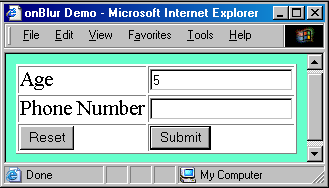 onBlur Demo - Microsoft Internet Explorer
File Edit View Favorites Tools Help
Age 5
Phone Number
Reset Submit
Done My Computer